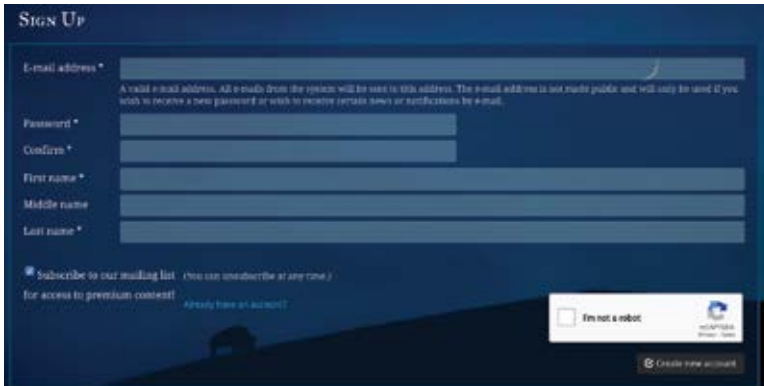 Sign Up
E-mail address *
A valid e-mail address. All e-mails from the system will be sent to this address. The e-mail address is not made public and will only be used if you
wish to receive a new password or wish to receive certain news or notifications by e-mail.
Password *
Confirm *
First name *
Middle name
Last name *
Subscribe to our mailing list (You can unsubscribe at any time.)
for access to premium content!
Already have an account?
I'm not a robot
reCAPTCHA
Privacy - Terms
Create new account